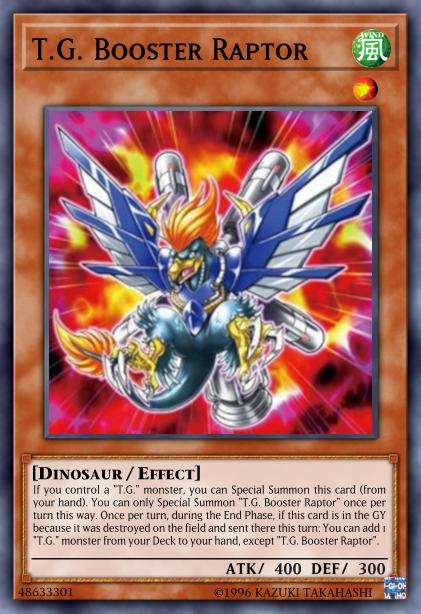 T.G. Booster Raptor
WIND
風
[Dinosaur / Effect]
If you control a "T.G." monster, you can Special Summon this card (from
your hand). You can only Special Summon "T.G. Booster Raptor" once per
turn this way. Once per turn, during the End Phase, if this card is in the GY
because it was destroyed on the field and sent there this turn: You can add 1
"T.G." monster from your Deck to your hand, except "T.G. Booster Raptor".
ATK/ 400 DEF/ 300
48633301
©1996 KAZUKI TAKAHASHI